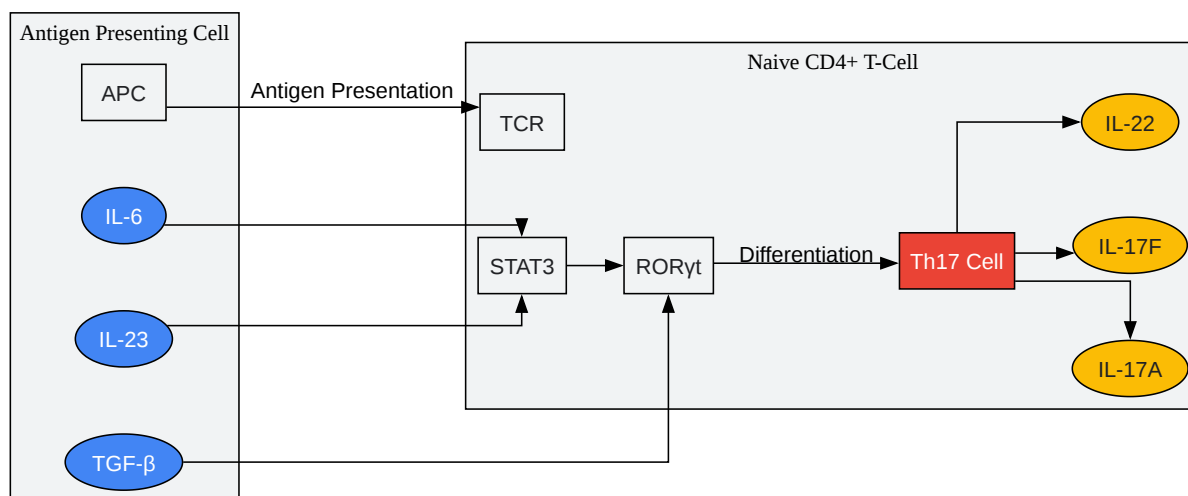 Antigen Presenting Cell
Naive CD4+ T-Cell
APC
Antigen Presentation
TCR
IL-22
IL-6
STAT3
RORγt
Differentiation
Th17 Cell
IL-17F
IL-23
IL-17A
TGF-β